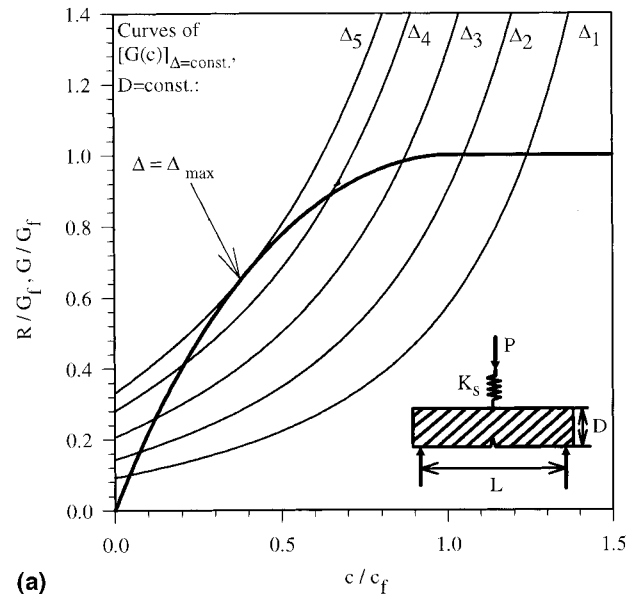 Curves of
[G(c)]Δ=const.,
D=const.:
Δ5
Δ4
Δ3
Δ2
Δ1
Δ = Δ max
R / Gf , G / Gf
1.4
1.2
1.0
0.8
0.6
0.4
0.2
0.0
P
KS
D
L
0.0
0.5
1.0
1.5
c / cf
(a)